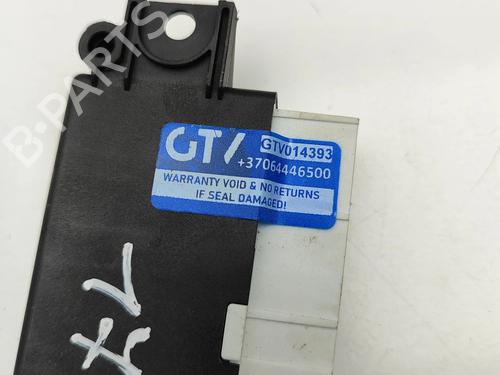 B-PARTS
GTV GTV014393
+37064446500
WARRANTY VOID & NO RETURNS
IF SEAL DAMAGED!